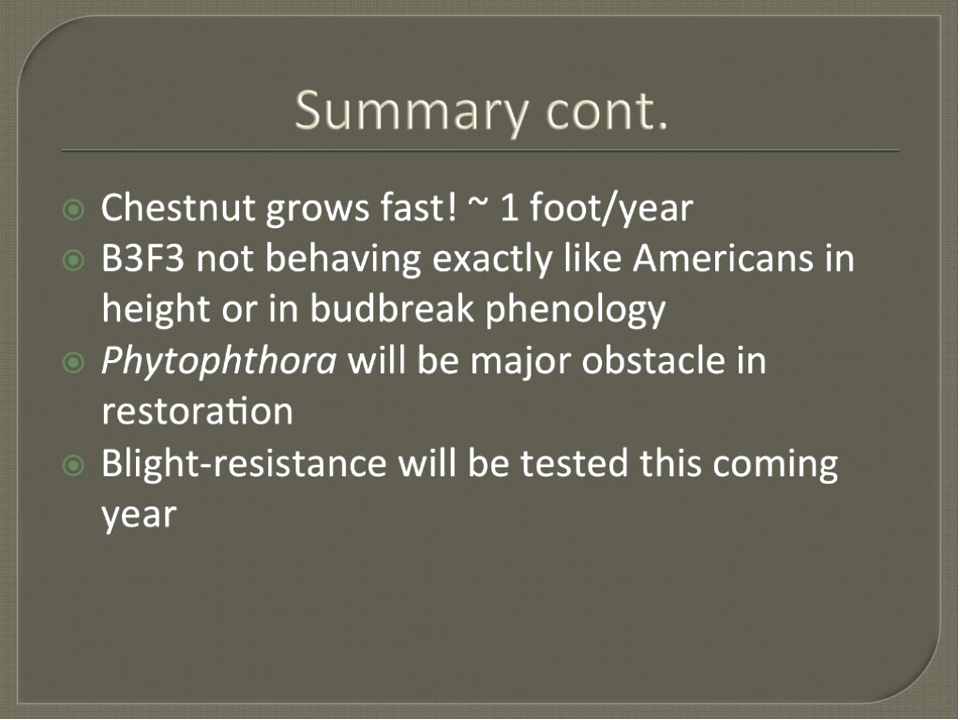 Summary cont.
Chestnut grows fast! ~ 1 foot/year
B3F3 not behaving exactly like Americans in
height or in budbreak phenology
Phytophthora will be major obstacle in
restoration
Blight-resistance will be tested this coming
year